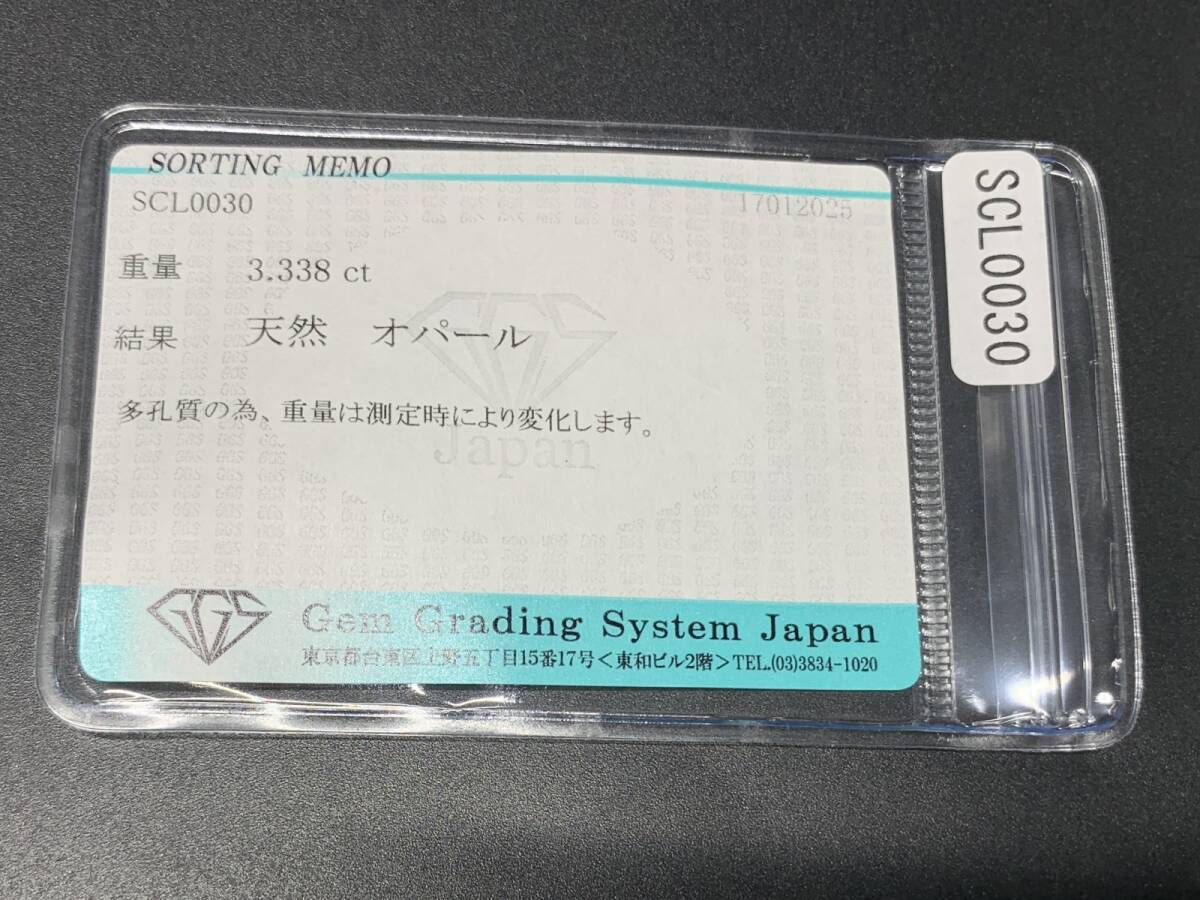 SORTING MEMO
SCL0030 17012025
重量 3.338 ct
結果 天然 オパール
多孔質の為、重量は測定時により変化します。
GGS
Japan
GGS Gem Grading System Japan
東京都台東区上野五丁目15番17号<東和ビル2階>TEL.(03)3834-1020
SCL0030